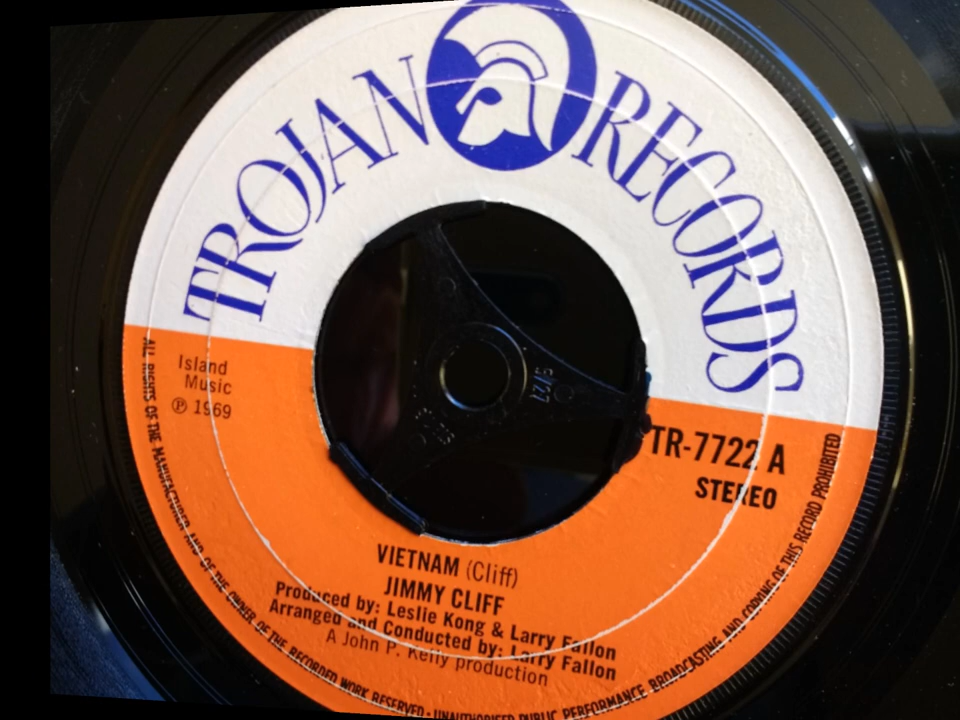 TROJAN RECORDS
Island
Music
℗ 1969
TR-7722 A
STEREO
VIETNAM (Cliff)
JIMMY CLIFF
Produced by: Leslie Kong & Larry Fallon
Arranged and Conducted by: Larry Fallon
A John P. Kelly production
ALL RIGHTS OF THE MANUFACTURER AND OF THE OWNER OF THE RECORDED WORK RESERVED · UNAUTHORISED PUBLIC PERFORMANCE BROADCASTING AND COPYING OF THIS RECORD PROHIBITED